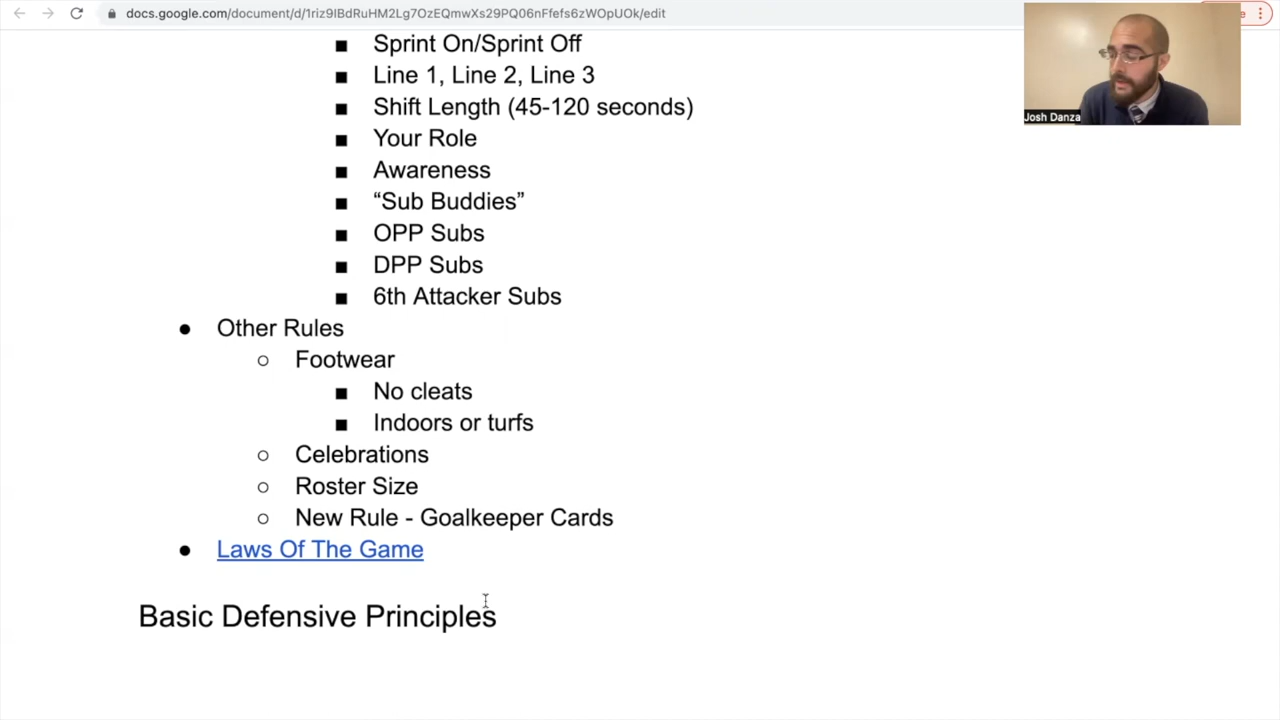 docs.google.com/document/d/1riz9IBdRuHM2Lg7OzEQmwXs29PQ06nFfefs6zWOpUOk/edit
Josh Danza
■ Sprint On/Sprint Off
■ Line 1, Line 2, Line 3
■ Shift Length (45-120 seconds)
■ Your Role
■ Awareness
■ “Sub Buddies”
■ OPP Subs
■ DPP Subs
■ 6th Attacker Subs
● Other Rules
○ Footwear
■ No cleats
■ Indoors or turfs
○ Celebrations
○ Roster Size
○ New Rule - Goalkeeper Cards
● Laws Of The Game
Basic Defensive Principles